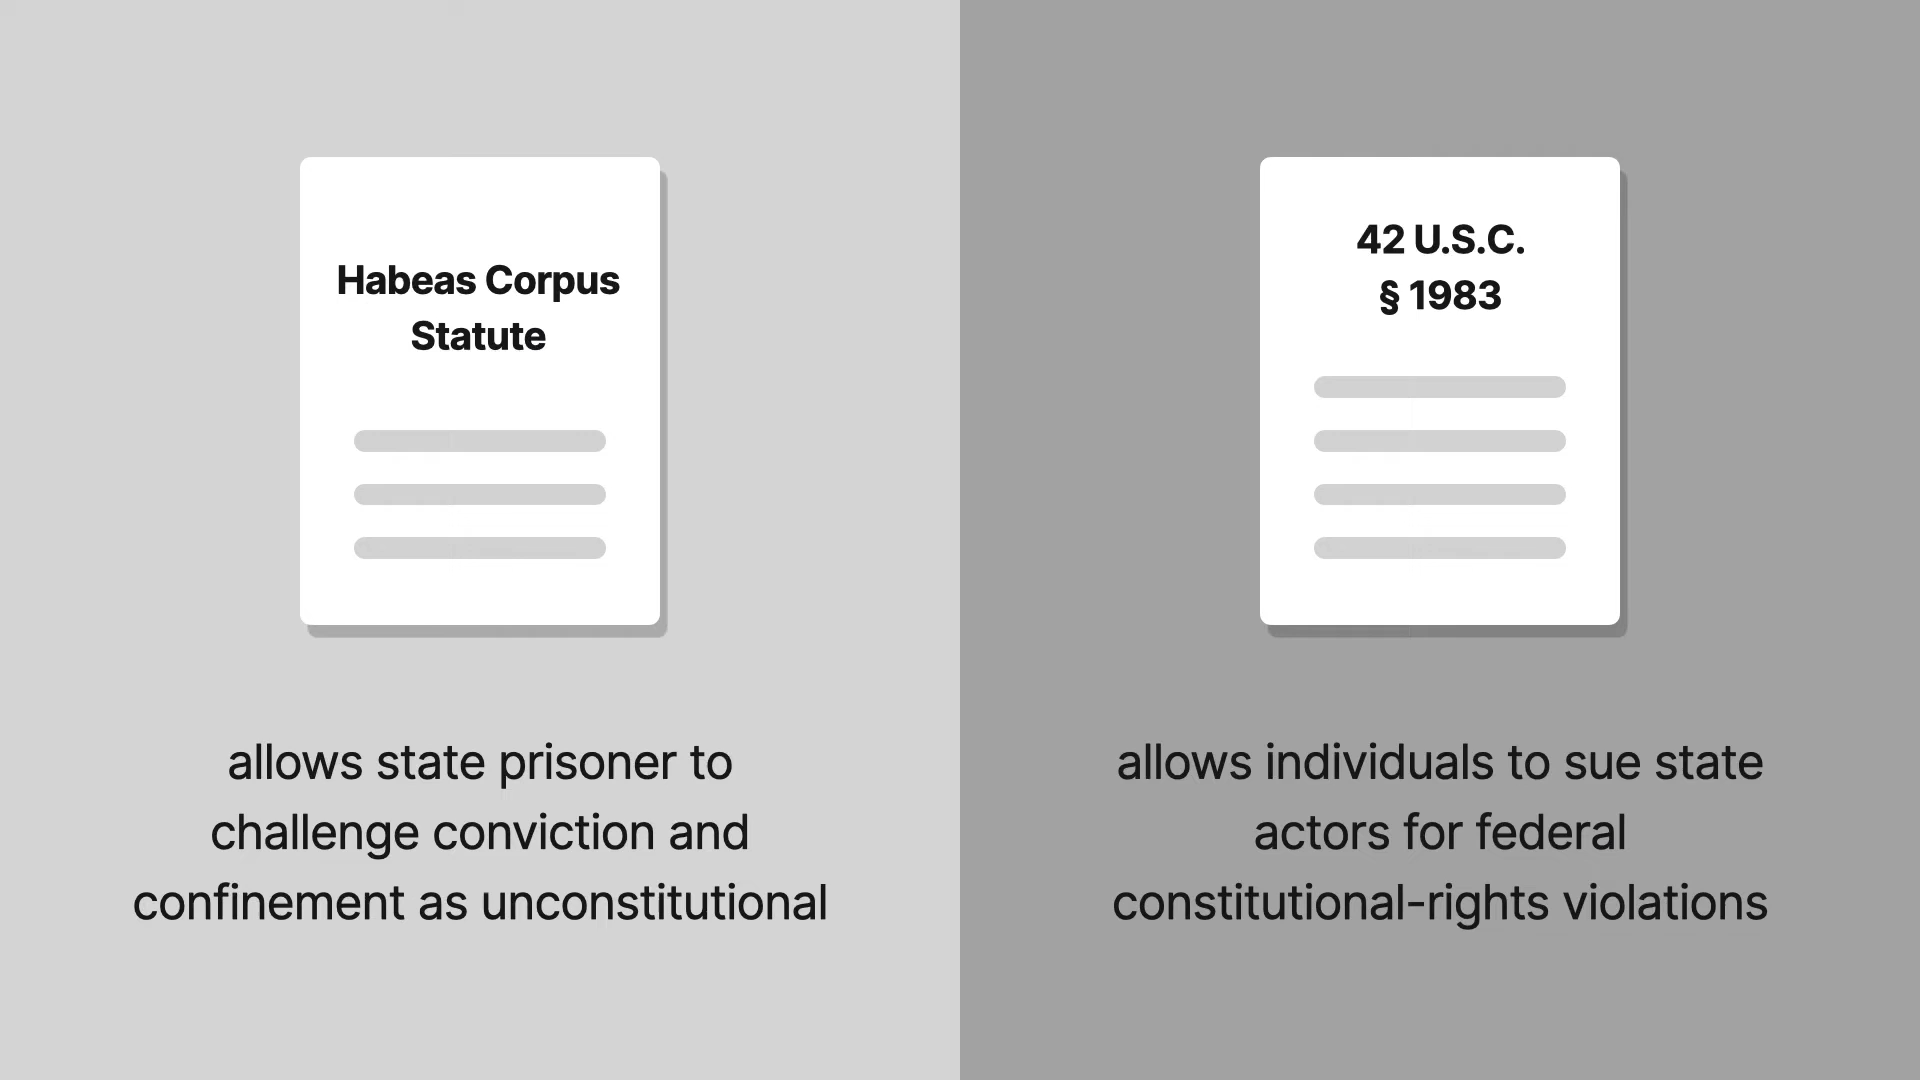 Habeas Corpus
Statute
allows state prisoner to
challenge conviction and
confinement as unconstitutional
42 U.S.C.
§ 1983
allows individuals to sue state
actors for federal
constitutional-rights violations